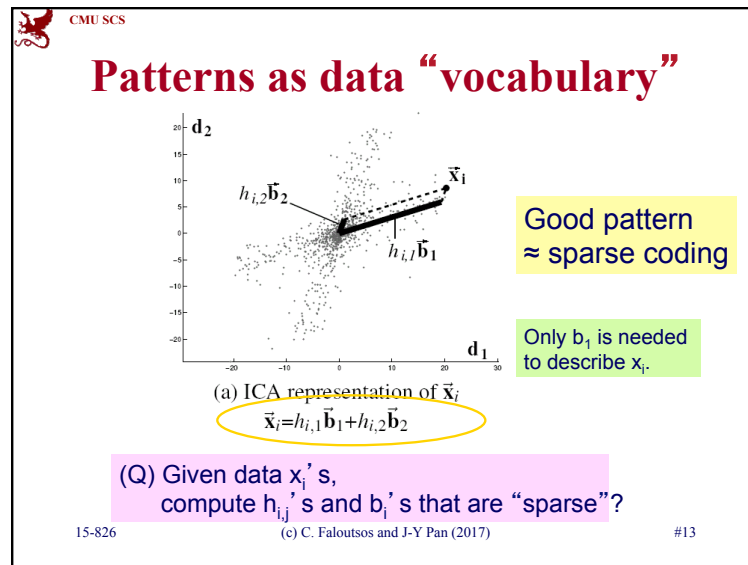 CMU SCS
Patterns as data “vocabulary”
d₂
20
15
10
5
0
−5
−10
−15
−20
x⃗ᵢ
h_{i,2}b⃗₂
h_{i,1}b⃗₁
d₁
−20
−10
0
10
20
30
Good pattern
≈ sparse coding
Only b₁ is needed
to describe xᵢ.
(a) ICA representation of x⃗ᵢ
x⃗ᵢ=h_{i,1}b⃗₁+h_{i,2}b⃗₂
(Q) Given data xᵢ’ s,
compute h_{i,j}’ s and bᵢ’ s that are “sparse”?
15-826
(c) C. Faloutsos and J-Y Pan (2017)
#13